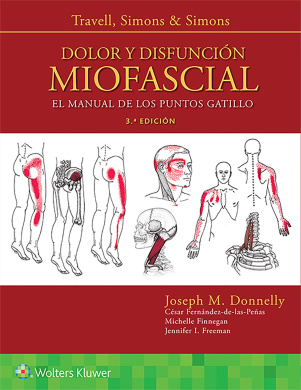 Travell, Simons & Simons
DOLOR Y DISFUNCIÓN
MIOFASCIAL
EL MANUAL DE LOS PUNTOS GATILLO
3.ª EDICIÓN
Joseph M. Donnelly
César Fernández-de-las-Peñas
Michelle Finnegan
Jennifer L. Freeman
Wolters Kluwer